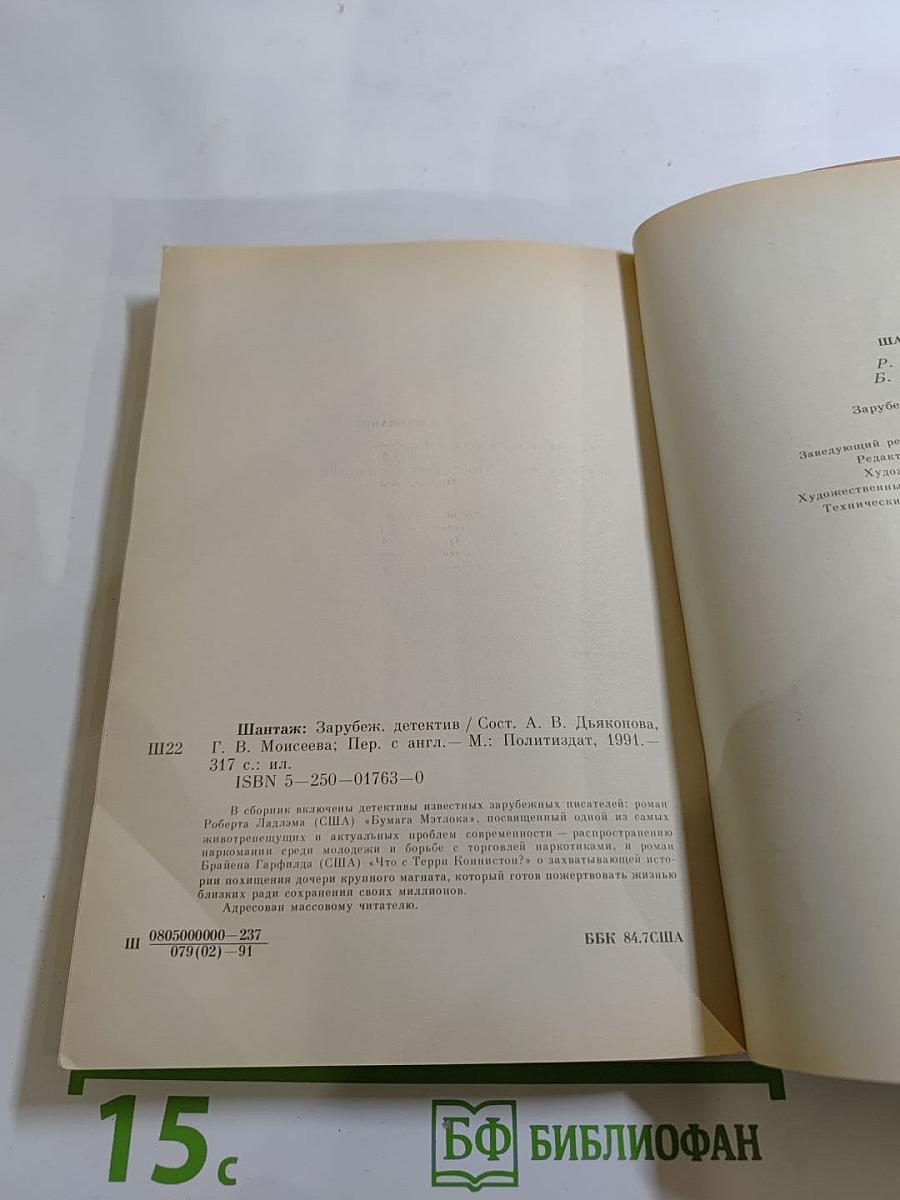 Шантаж: Зарубеж. детектив / Сост. А. В. Дьяконова,
Ш22 Г. В. Моисеева; Пер. с англ.— М.: Политиздат, 1991.—
317 с.: ил.
ISBN 5—250—01763—0
В сборник включены детективы известных зарубежных писателей: роман
Роберта Ладлэма (США) «Бумага Мэтлока», посвященный одной из самых
животрепещущих и актуальных проблем современности — распространению
наркомании среди молодежи и борьбе с торговлей наркотиками, и роман
Брайена Гарфилда (США) «Что с Терри Коннистон?» о захватывающей исто-
рии похищения дочери крупного магната, который готов пожертвовать жизнью
близких ради сохранения своих миллионов.
Адресован массовому читателю.
Ш 0805000000—237
079(02)—91
ББК 84.7США
ША
Р.
Б.
Зарубе
Заведующий ре
Редакт
Худо
Художественны
Технически
15 с
БФ БИБЛИОФАН